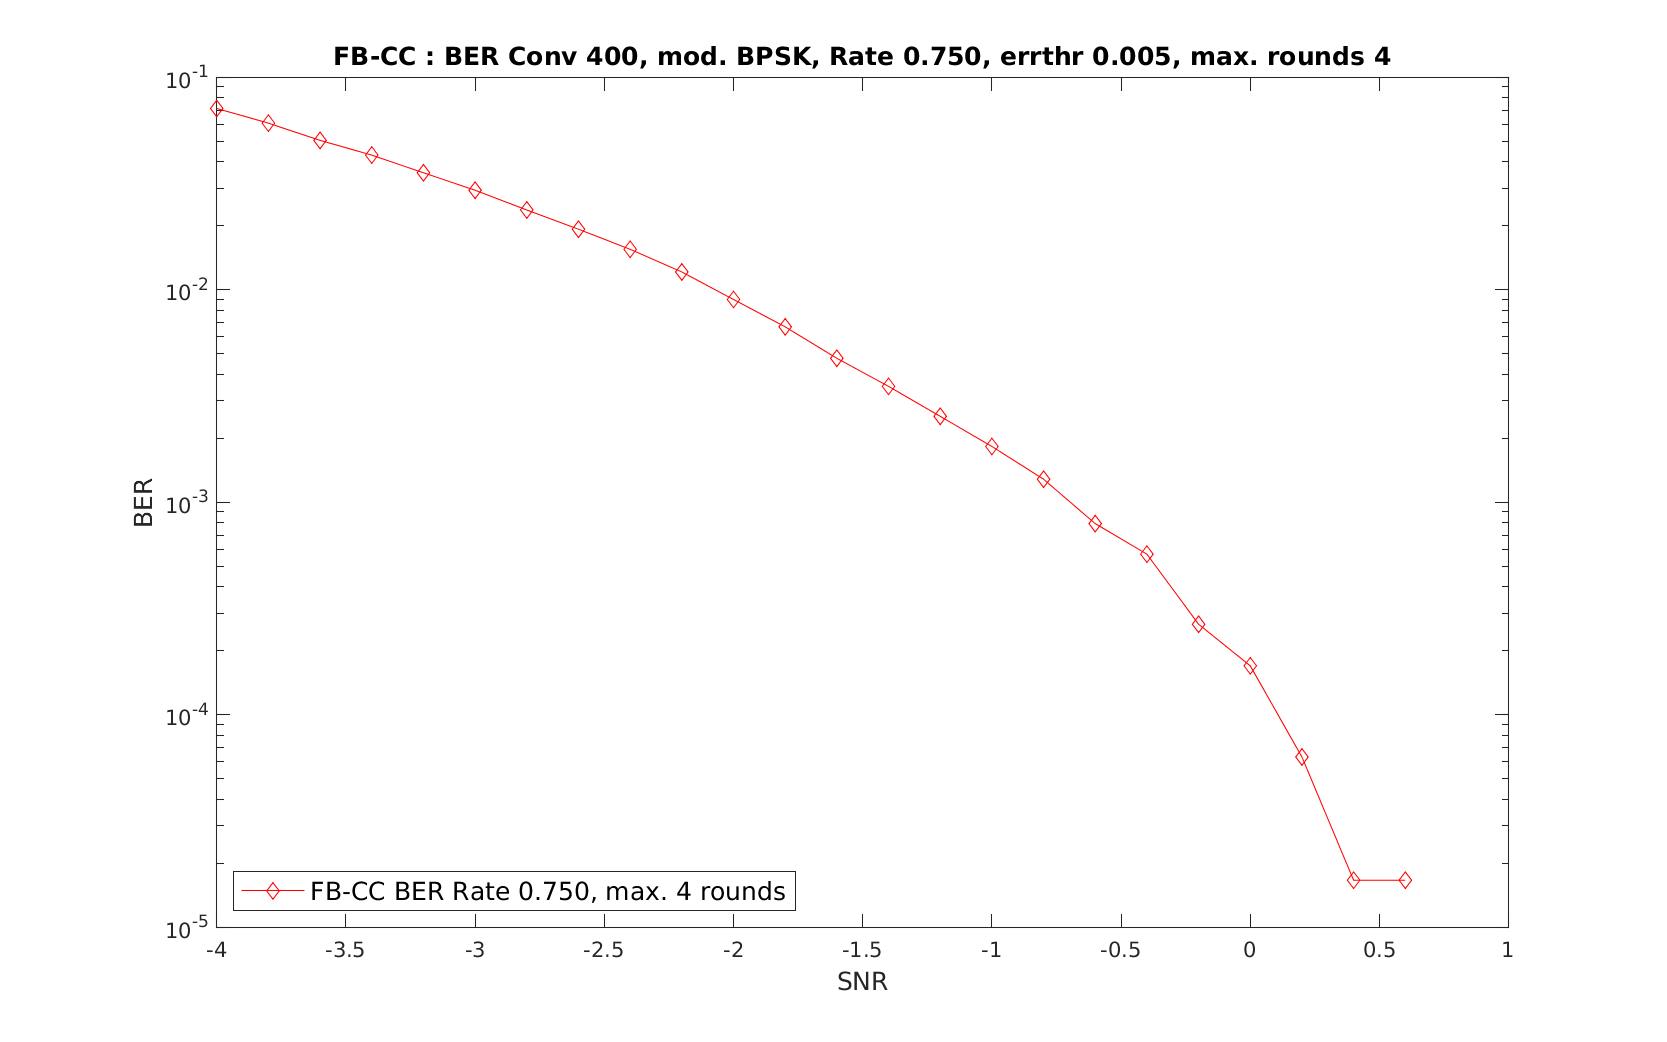 FB-CC : BER Conv 400, mod. BPSK, Rate 0.750, errthr 0.005, max. rounds 4
10^-1
10^-2
10^-3
10^-4
10^-5
BER
FB-CC BER Rate 0.750, max. 4 rounds
-4 -3.5 -3 -2.5 -2 -1.5 -1 -0.5 0 0.5 1
SNR